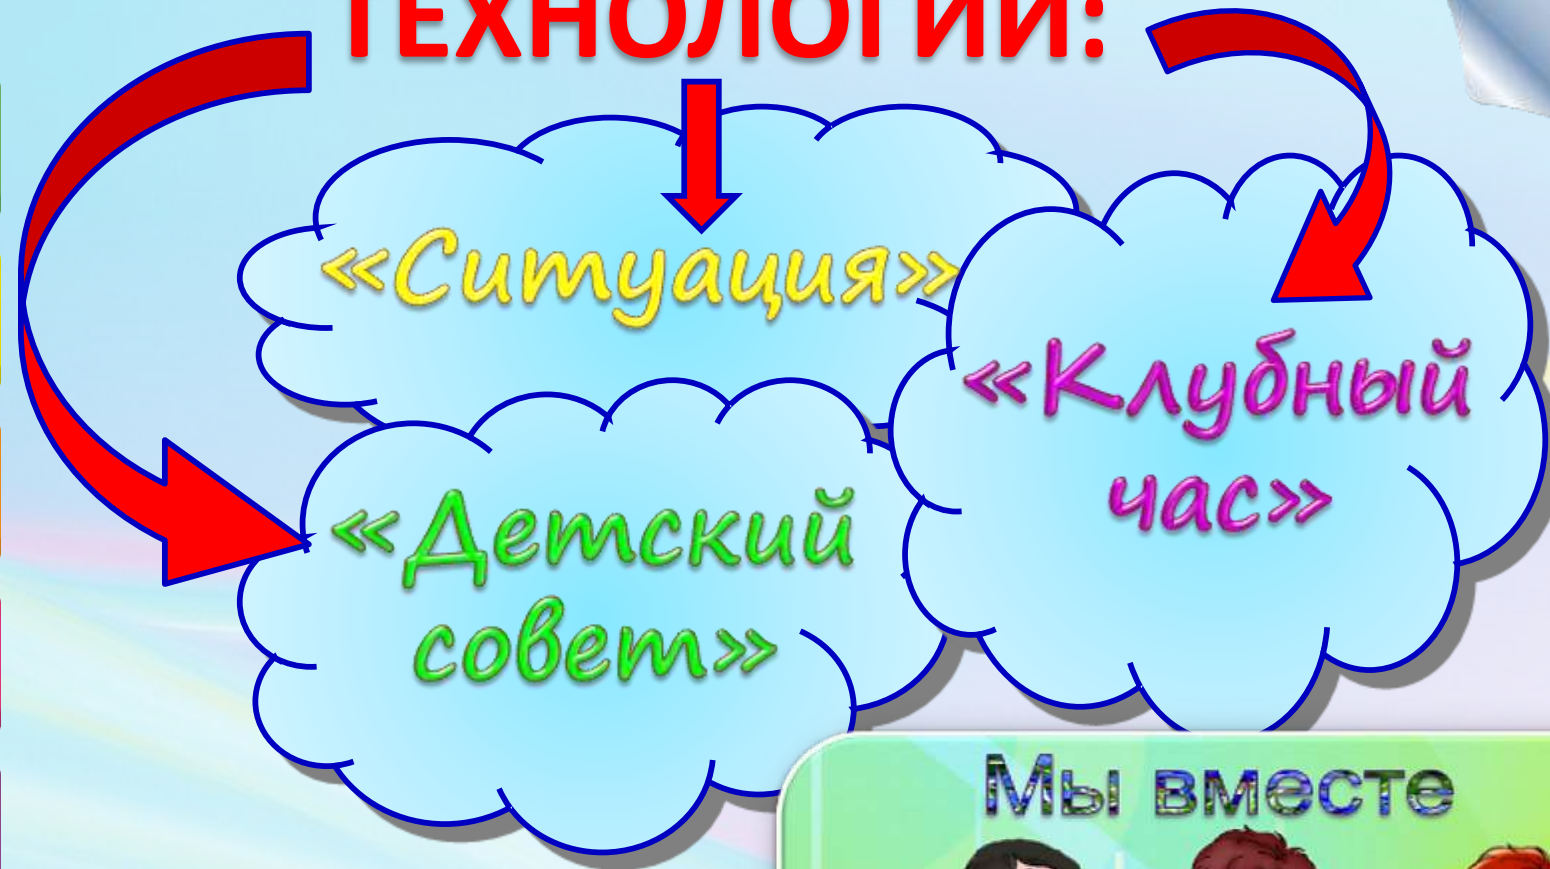 ТЕХНОЛОГИИ:
«Ситуация»
«Клубный
час»
«Детский
совет»
Мы вместе